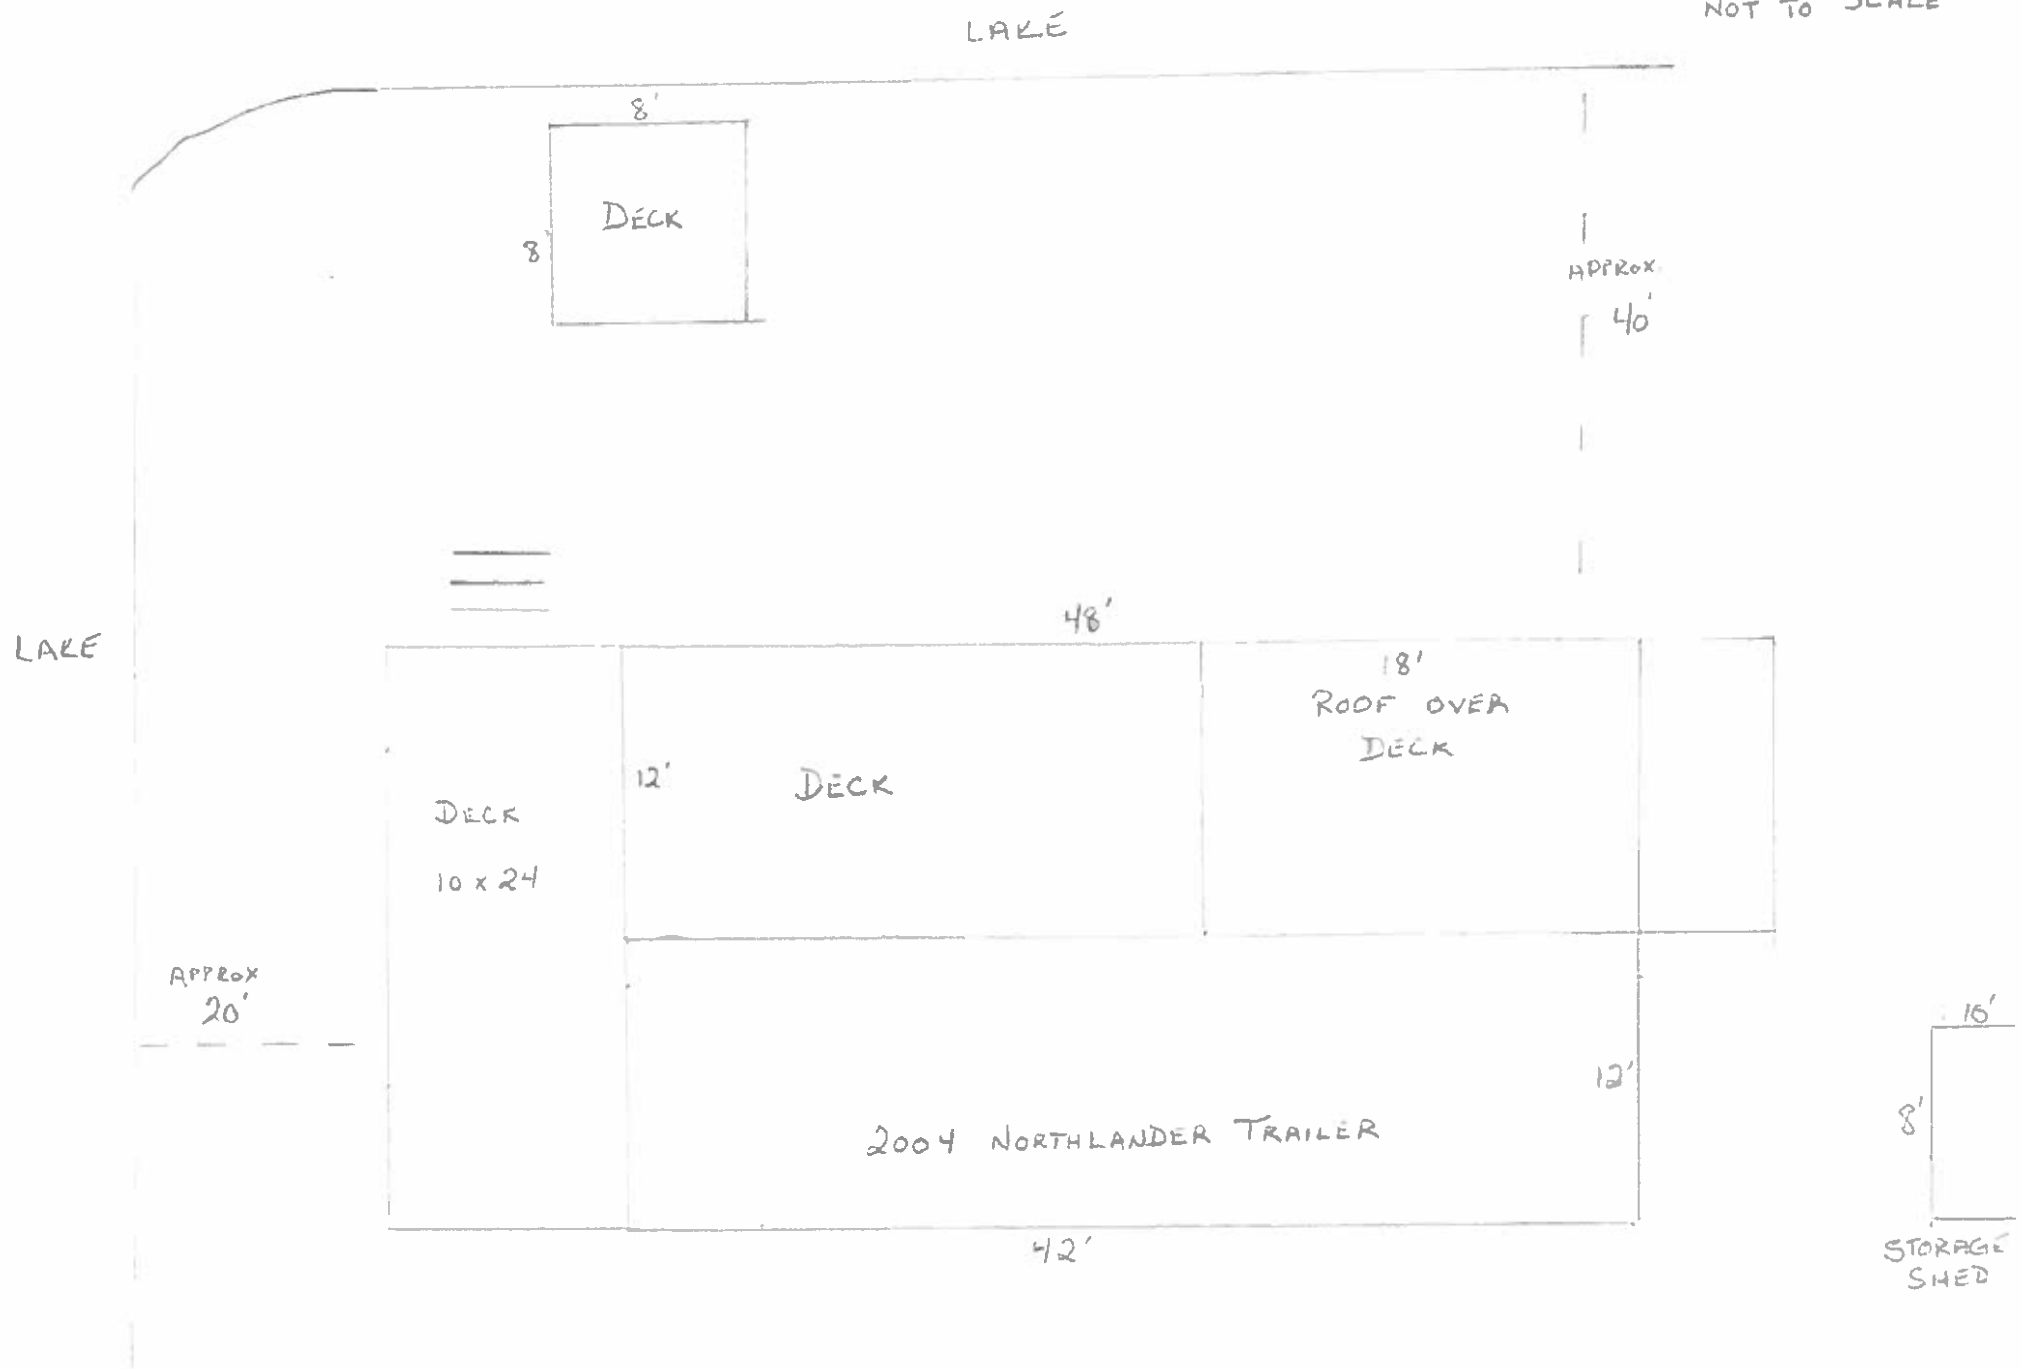 NOT TO SCALE
LAKE
8'
DECK
8'
APPROX.
40'
48'
LAKE
18'
ROOF OVER
DECK
12'
DECK
DECK
10 x 24
APPROX
20'
12'
2004 NORTHLANDER TRAILER
42'
8'
STORAGE
SHED